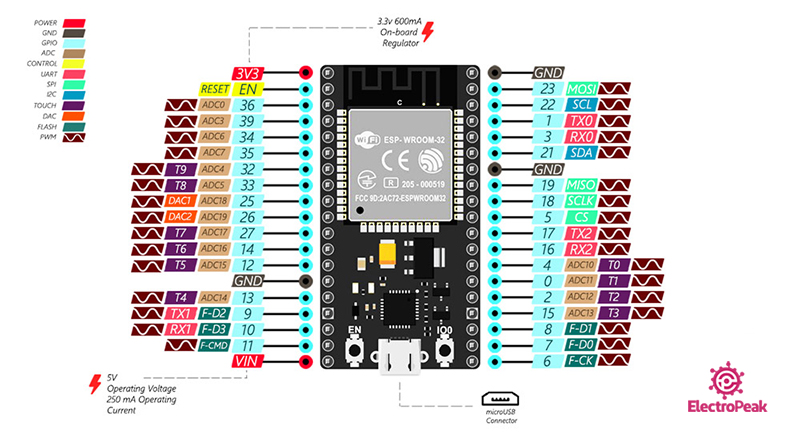 POWER
GND
GPIO
ADC
CONTROL
UART
SPI
I2C
TOUCH
DAC
FLASH
PWM
3.3v 600mA
On-board
Regulator
3V3
RESET EN
ADC0 36
ADC3 39
ADC6 34
ADC7 35
T9 ADC4 32
T8 ADC5 33
DAC1 ADC18 25
DAC2 ADC19 26
T7 ADC17 27
T6 ADC16 14
T5 ADC15 12
GND
T4 ADC14 13
TX1 F-D2 9
RX1 F-D3 10
F-CMD 11
VIN
5V
Operating Voltage
250 mA Operating
Current
C
WiFi ESP-WROOM-32
CE
R 205-000519
FCC 9D:2AC72-ESPWROOM32
EN
IO0
GND
23 MOSI
22 SCL
1 TX0
3 RX0
21 SDA
GND
19 MISO
18 SCLK
5 CS
17 TX2
16 RX2
4 ADC10 T0
0 ADC11 T1
2 ADC12 T2
15 ADC13 T3
8 F-D1
7 F-D0
6 F-CK
microUSB
Connector
ElectroPeak